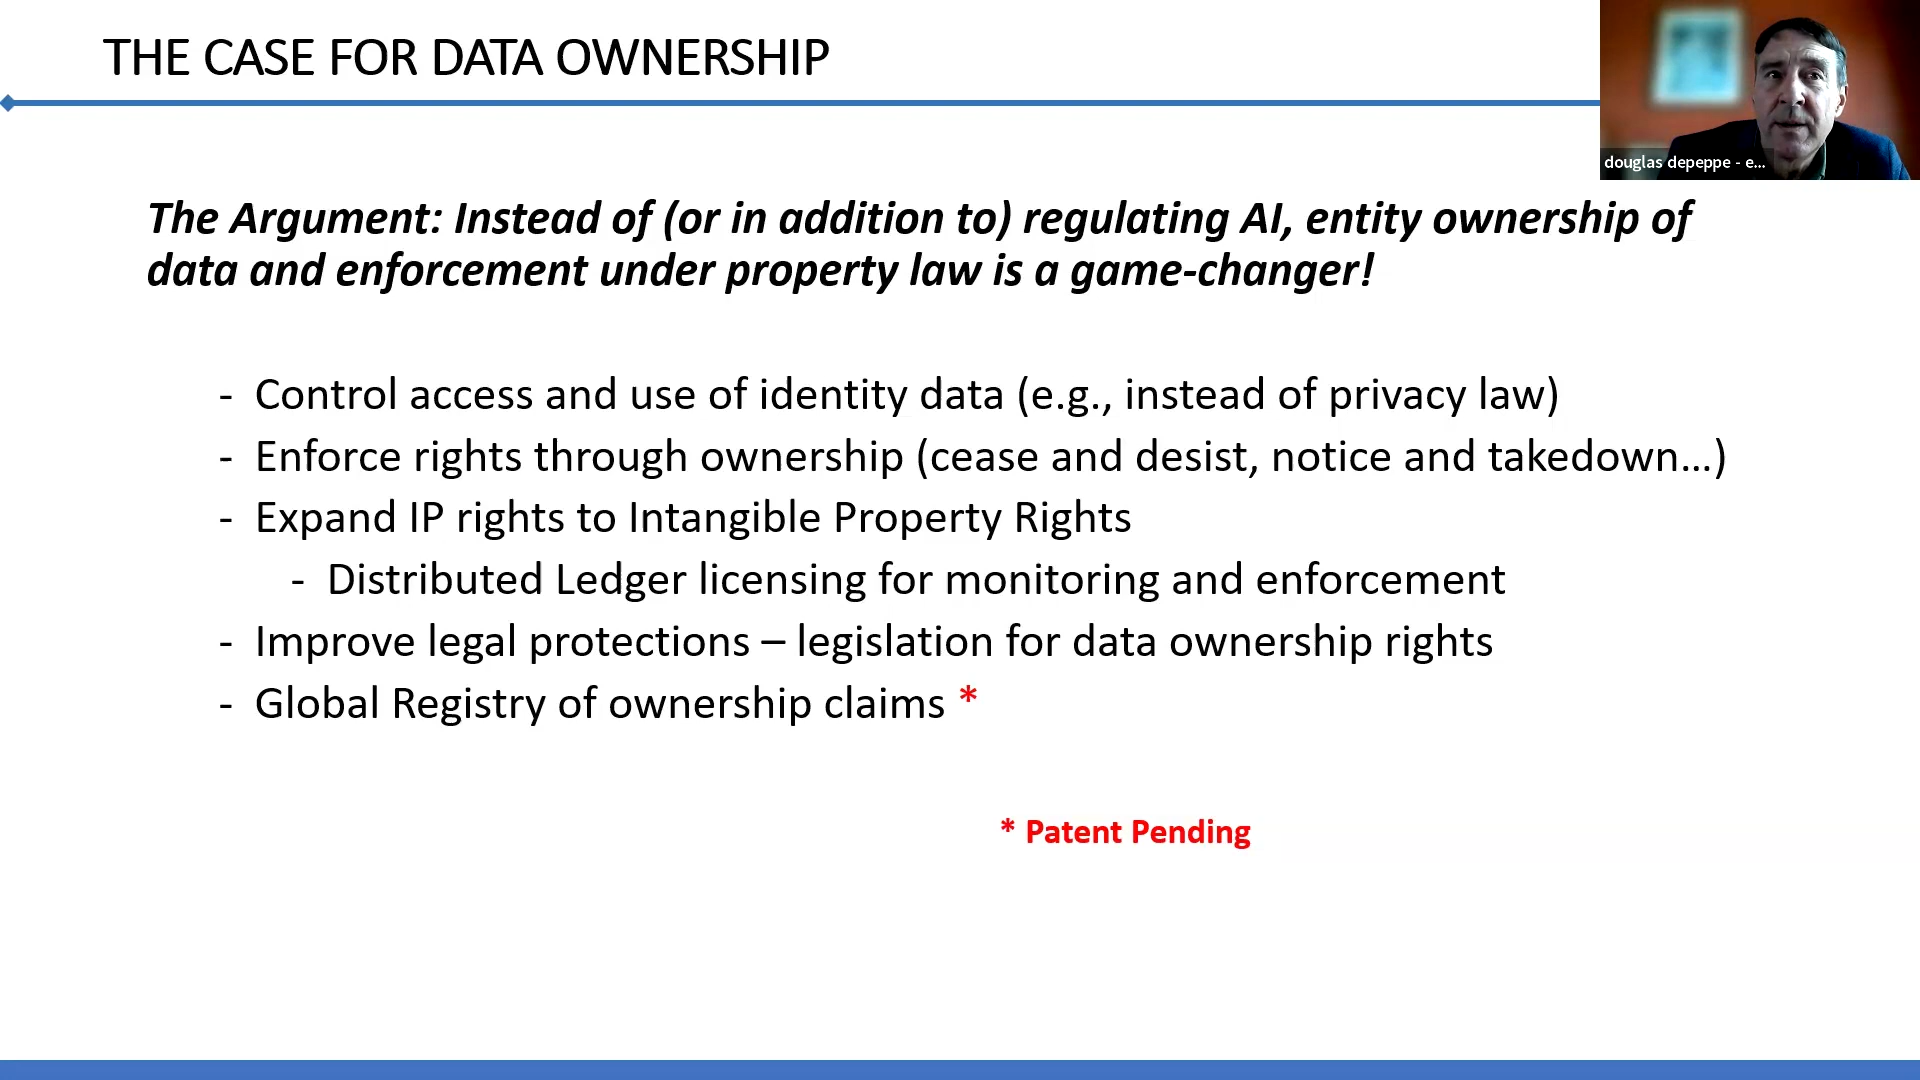 THE CASE FOR DATA OWNERSHIP
douglas depeppe - e...
The Argument: Instead of (or in addition to) regulating AI, entity ownership of
data and enforcement under property law is a game-changer!
- Control access and use of identity data (e.g., instead of privacy law)
- Enforce rights through ownership (cease and desist, notice and takedown...)
- Expand IP rights to Intangible Property Rights
- Distributed Ledger licensing for monitoring and enforcement
- Improve legal protections – legislation for data ownership rights
- Global Registry of ownership claims *
* Patent Pending